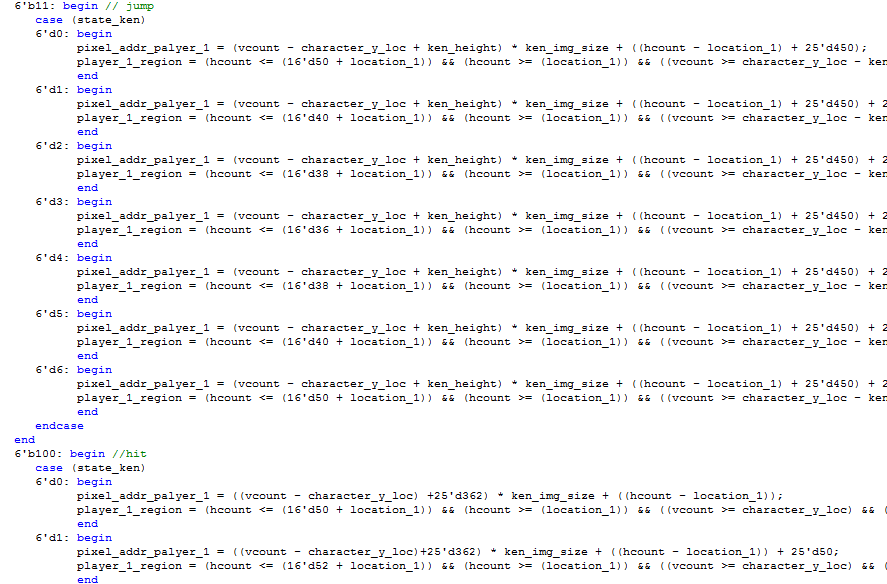 6'b11: begin // jump
case (state_ken)
6'd0: begin
pixel_addr_palyer_1 = (vcount - character_y_loc + ken_height) * ken_img_size + ((hcount - location_1) + 25'd450);
player_1_region = (hcount <= (16'd50 + location_1)) && (hcount >= (location_1)) && ((vcount >= character_y_loc - ken
end
6'd1: begin
pixel_addr_palyer_1 = (vcount - character_y_loc + ken_height) * ken_img_size + ((hcount - location_1) + 25'd450) + 2
player_1_region = (hcount <= (16'd40 + location_1)) && (hcount >= (location_1)) && ((vcount >= character_y_loc - ken
end
6'd2: begin
pixel_addr_palyer_1 = (vcount - character_y_loc + ken_height) * ken_img_size + ((hcount - location_1) + 25'd450) + 2
player_1_region = (hcount <= (16'd38 + location_1)) && (hcount >= (location_1)) && ((vcount >= character_y_loc - ken
end
6'd3: begin
pixel_addr_palyer_1 = (vcount - character_y_loc + ken_height) * ken_img_size + ((hcount - location_1) + 25'd450) + 2
player_1_region = (hcount <= (16'd36 + location_1)) && (hcount >= (location_1)) && ((vcount >= character_y_loc - ken
end
6'd4: begin
pixel_addr_palyer_1 = (vcount - character_y_loc + ken_height) * ken_img_size + ((hcount - location_1) + 25'd450) + 2
player_1_region = (hcount <= (16'd38 + location_1)) && (hcount >= (location_1)) && ((vcount >= character_y_loc - ken
end
6'd5: begin
pixel_addr_palyer_1 = (vcount - character_y_loc + ken_height) * ken_img_size + ((hcount - location_1) + 25'd450) + 2
player_1_region = (hcount <= (16'd40 + location_1)) && (hcount >= (location_1)) && ((vcount >= character_y_loc - ken
end
6'd6: begin
pixel_addr_palyer_1 = (vcount - character_y_loc + ken_height) * ken_img_size + ((hcount - location_1) + 25'd450) + 2
player_1_region = (hcount <= (16'd50 + location_1)) && (hcount >= (location_1)) && ((vcount >= character_y_loc - ken
end
endcase
end
6'b100: begin //hit
case (state_ken)
6'd0: begin
pixel_addr_palyer_1 = ((vcount - character_y_loc) +25'd362) * ken_img_size + ((hcount - location_1));
player_1_region = (hcount <= (16'd50 + location_1)) && (hcount >= (location_1)) && ((vcount >= character_y_loc) && (
end
6'd1: begin
pixel_addr_palyer_1 = ((vcount - character_y_loc)+25'd362) * ken_img_size + ((hcount - location_1)) + 25'd50;
player_1_region = (hcount <= (16'd52 + location_1)) && (hcount >= (location_1)) && ((vcount >= character_y_loc) && (
end